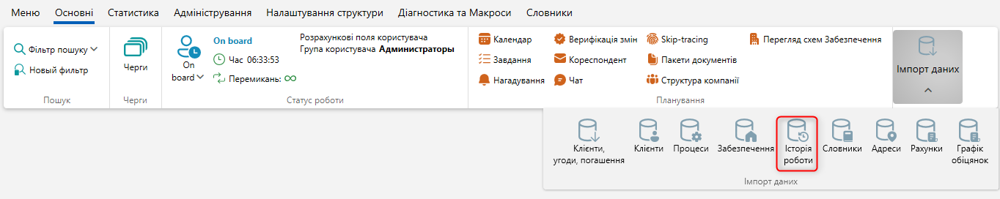 Меню Основні Статистика Адміністрування Налаштування структури Діагностика та Макроси Словники
Фільтр пошуку
Новый фильтр
Пошук
Черги
Черги
On
board
On board
Час 06:33:53
Перемикань: ∞
Розрахункові поля користувача
Група користувача Администраторы
Статус роботи
Календар
Завдання
Нагадування
Верифікація змін
Кореспондент
Чат
Skip-tracing
Пакети документів
Структура компанії
Перегляд схем Забезпечення
Планування
Імпорт даних
Клієнти,
угоди, погашення
Клієнти
Процеси
Забезпечення
Історія
роботи
Словники
Адреси
Рахунки
Графік
обіцянок
Імпорт даних